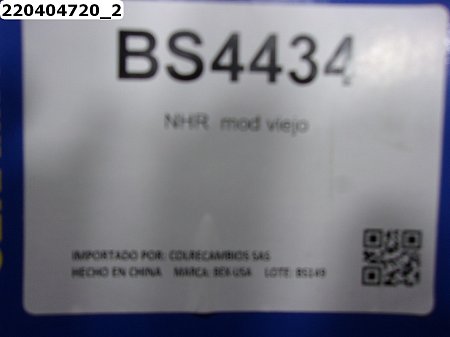 220404720_2
BS4434
NHR mod viejo
IMPORTADO POR: COLRECAMBIOS SAS
HECHO EN CHINA MARCA: BEX-USA LOTE: BS149